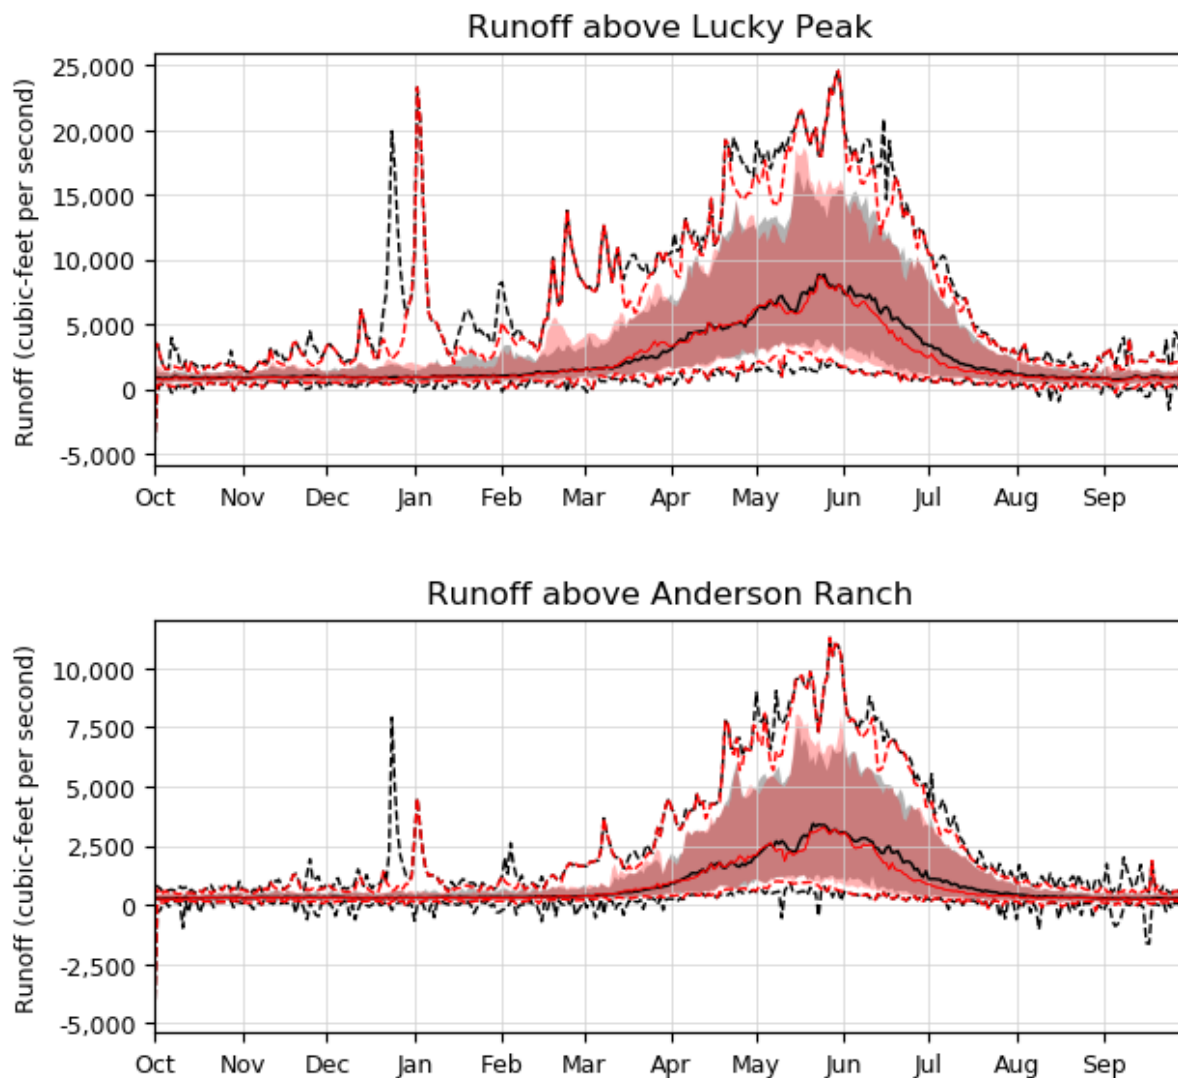 Runoff above Lucky Peak
Runoff (cubic-feet per second)
25,000
20,000
15,000
10,000
5,000
0
-5,000
Oct Nov Dec Jan Feb Mar Apr May Jun Jul Aug Sep
Runoff above Anderson Ranch
Runoff (cubic-feet per second)
10,000
7,500
5,000
2,500
0
-2,500
-5,000
Oct Nov Dec Jan Feb Mar Apr May Jun Jul Aug Sep